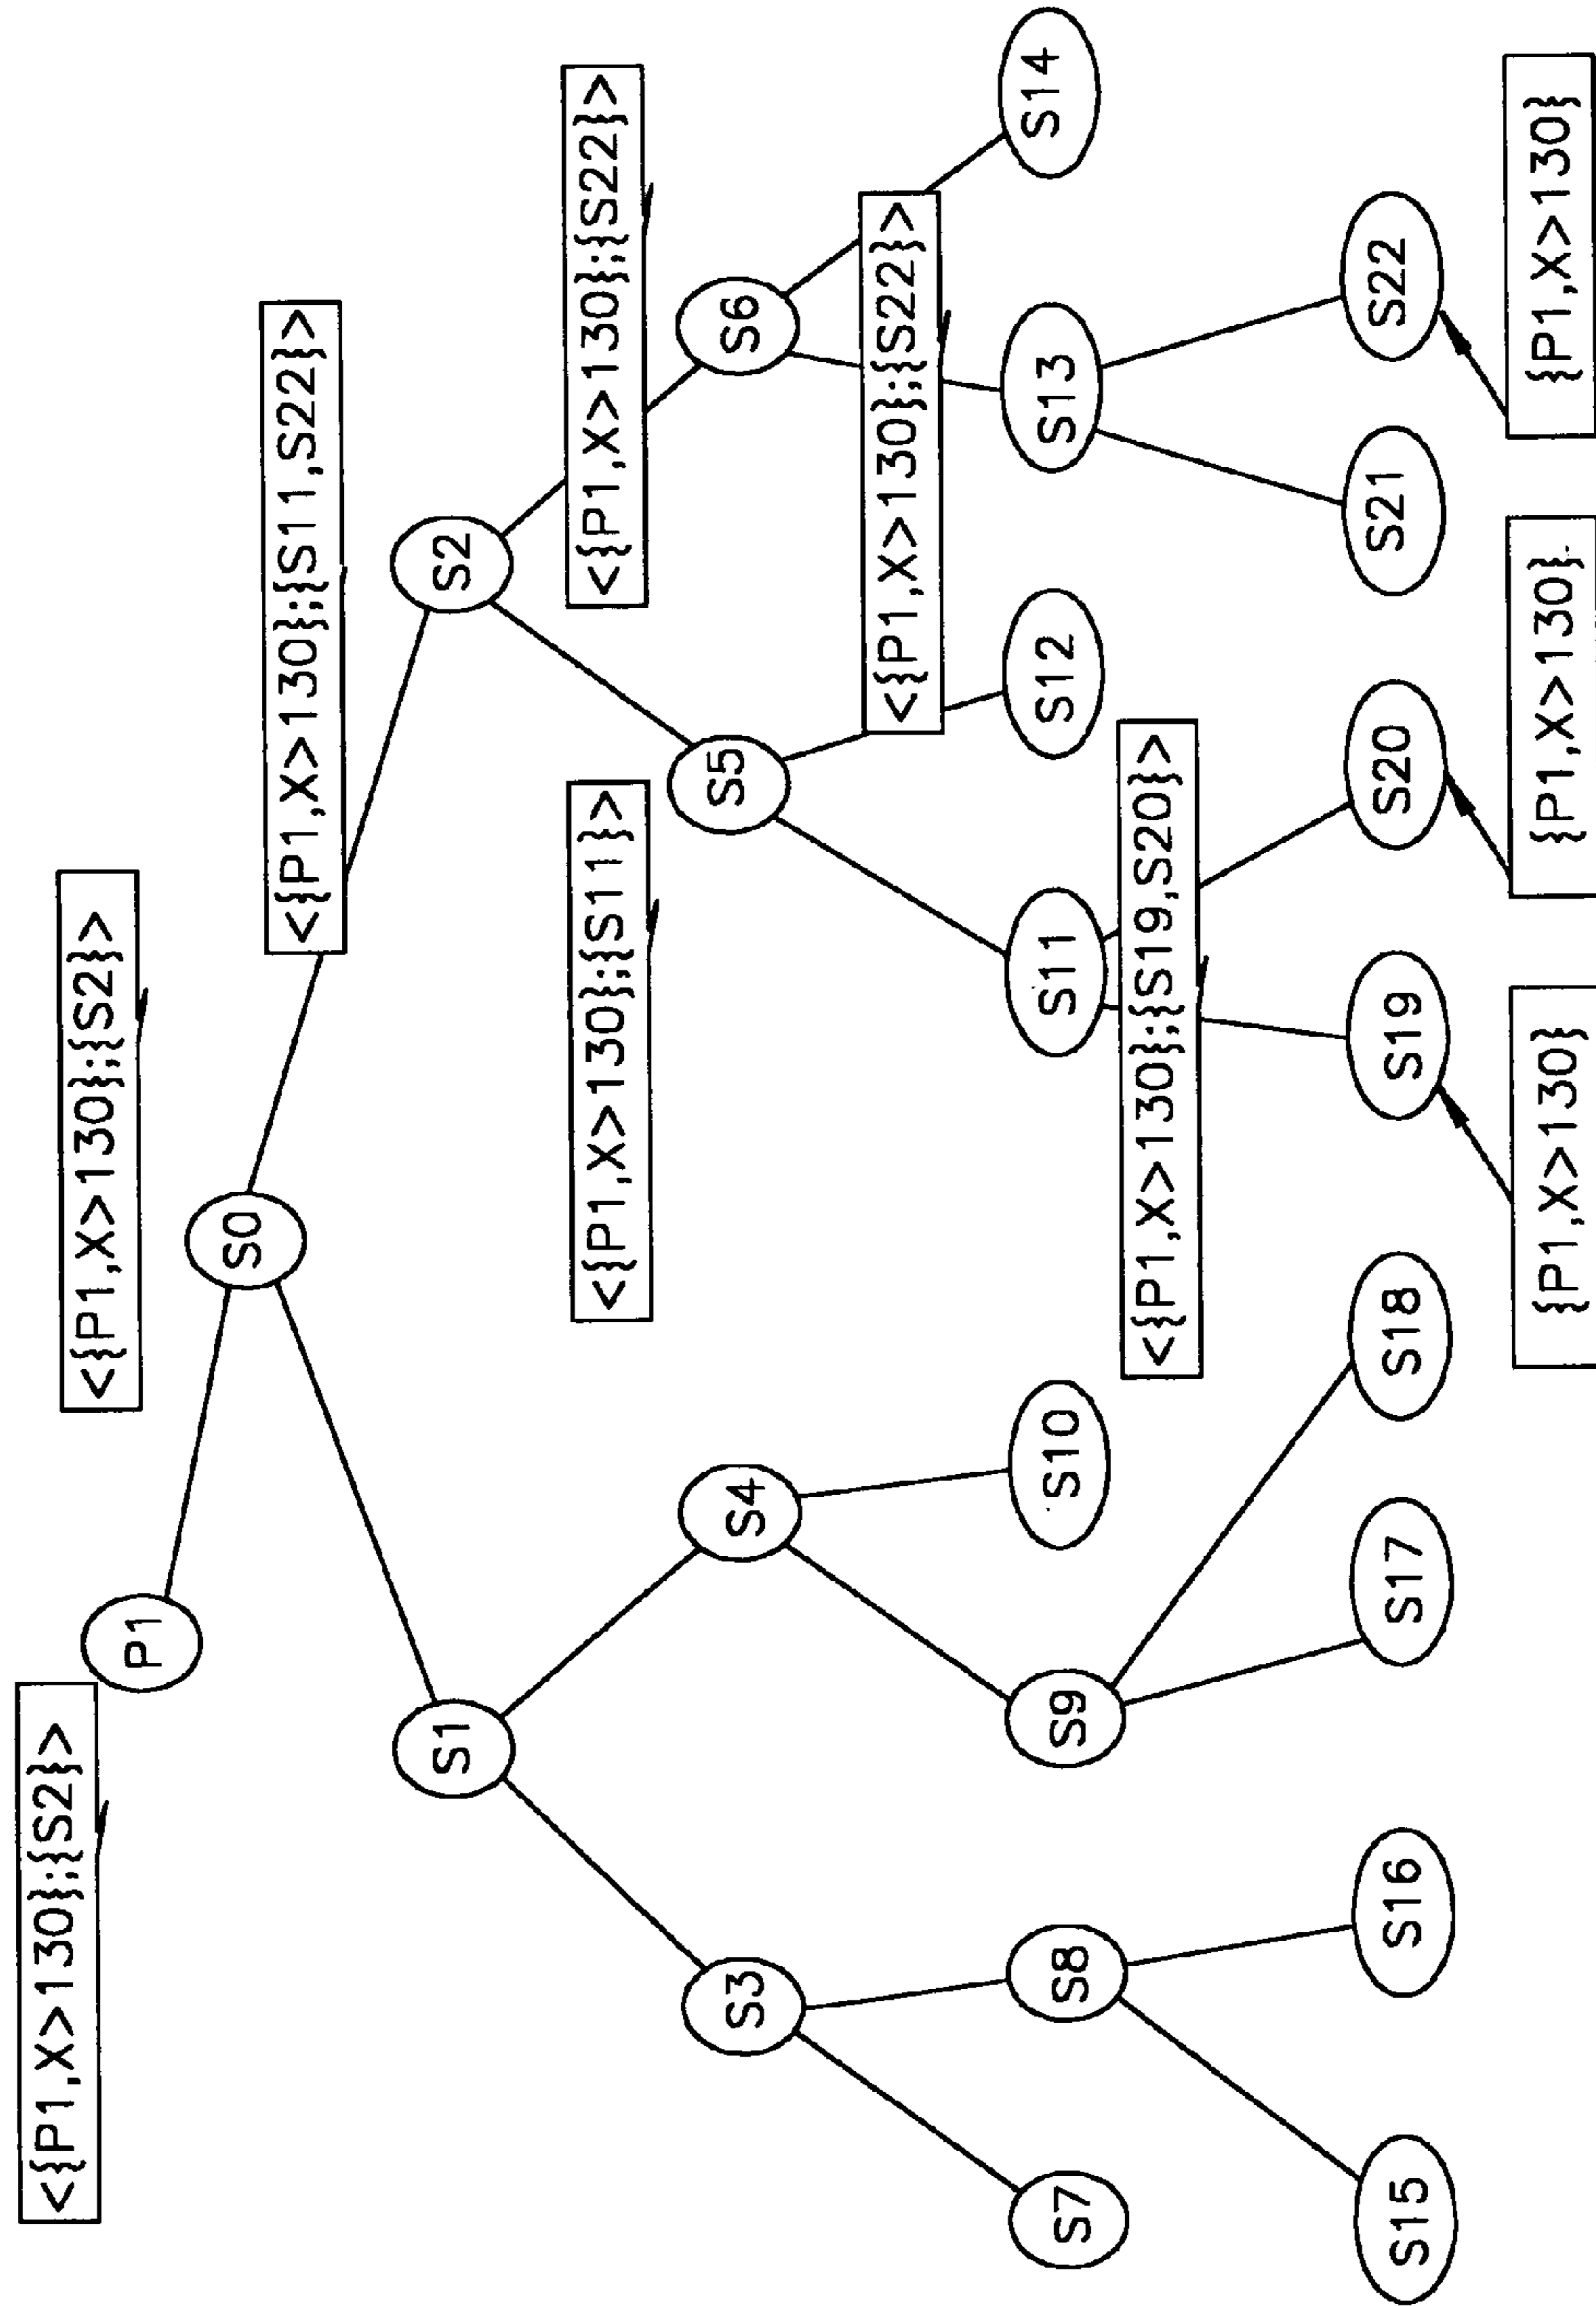 <{P1,X>130};{S2}>
<{P1,X>130};{S2}>
P1
S0
<{P1,X>130};{S11,S22}>
S1
S2
<{P1,X>130};{S11}>
<{P1,X>130};{S22}>
S3
S4
S5
S6
<{P1,X>130};{S22}>
S7
S8
S9
S10
S11
S12
S13
S14
<{P1,X>130};{S19,S20}>
S15
S16
S17
S18
S19
S20
S21
S22
{P1,X>130}
{P1,X>130}
{P1,X>130}